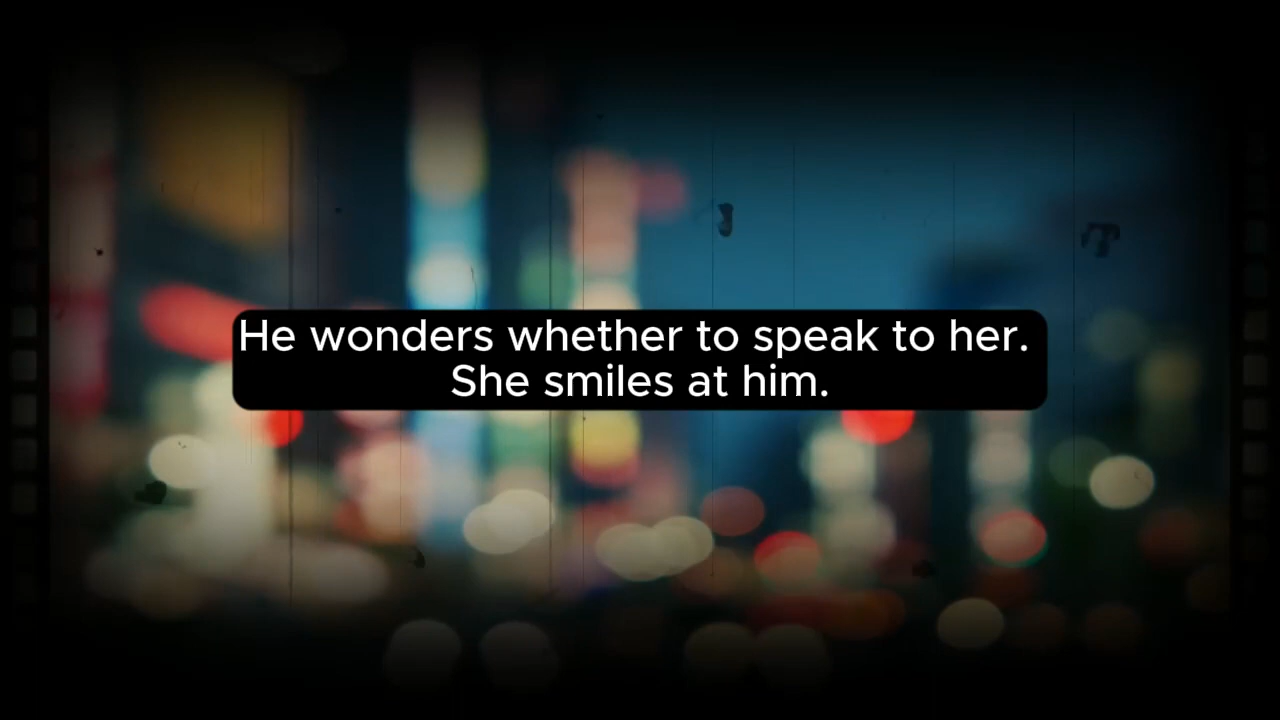 He wonders whether to speak to her.
She smiles at him.